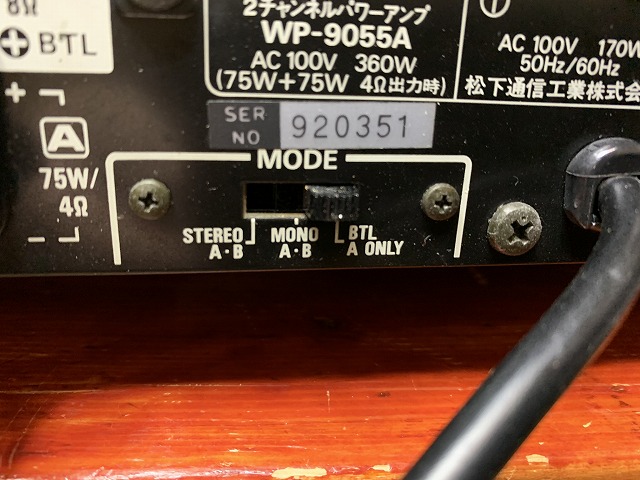 8Ω
BTL
2チャンネルパワーアンプ
WP-9055A
AC 100V 360W
(75W+75W 4Ω出力時)
AC 100V 170W
50Hz/60Hz
松下通信工業株式会
SER NO
920351
+
A
75W/
4Ω
−
MODE
STEREO
A·B
MONO
A·B
BTL
A ONLY